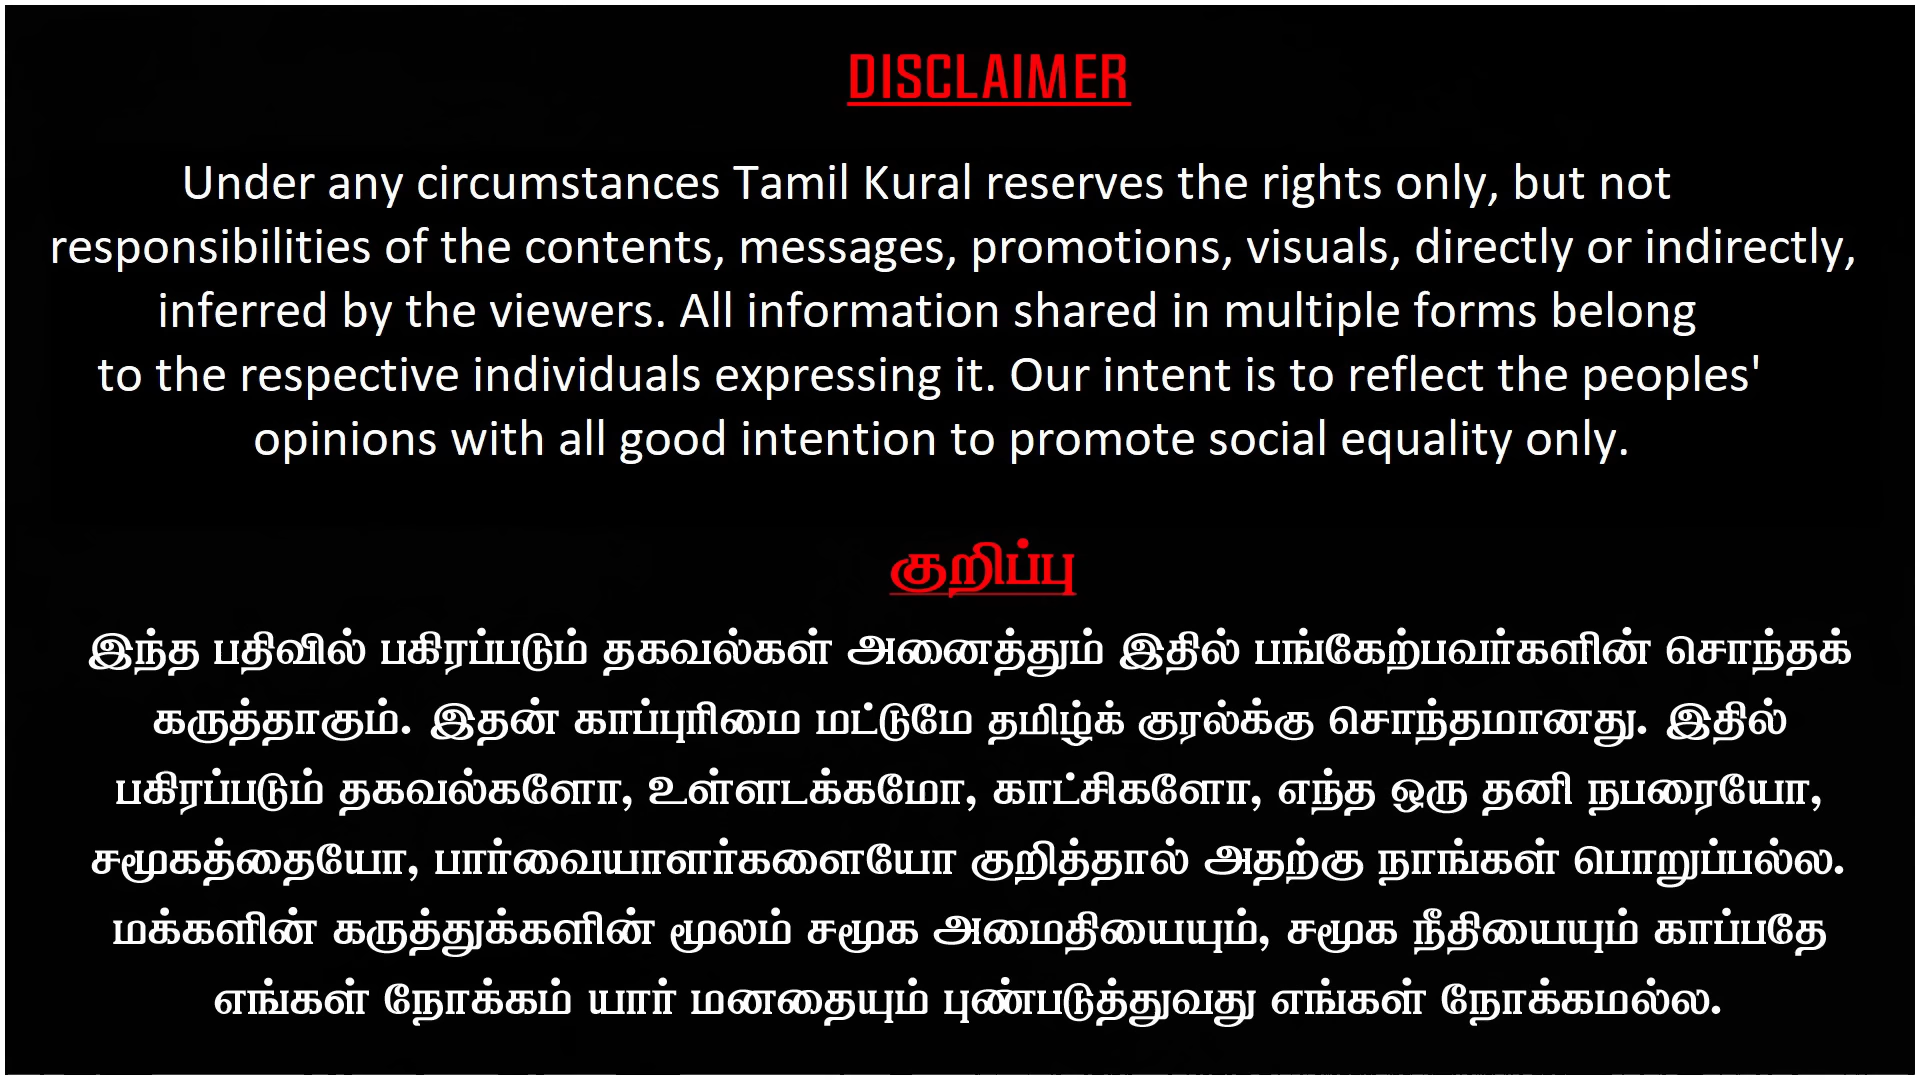 DISCLAIMER
Under any circumstances Tamil Kural reserves the rights only, but not
responsibilities of the contents, messages, promotions, visuals, directly or indirectly,
inferred by the viewers. All information shared in multiple forms belong
to the respective individuals expressing it. Our intent is to reflect the peoples'
opinions with all good intention to promote social equality only.
குறிப்பு
இந்த பதிவில் பகிரப்படும் தகவல்கள் அனைத்தும் இதில் பங்கேற்பவர்களின் சொந்தக்
கருத்தாகும். இதன் காப்புரிமை மட்டுமே தமிழ்க் குரல்க்கு சொந்தமானது. இதில்
பகிரப்படும் தகவல்களோ, உள்ளடக்கமோ, காட்சிகளோ, எந்த ஒரு தனி நபரையோ,
சமூகத்தையோ, பார்வையாளர்களையோ குறித்தால் அதற்கு நாங்கள் பொறுப்பல்ல.
மக்களின் கருத்துக்களின் மூலம் சமூக அமைதியையும், சமூக நீதியையும் காப்பதே
எங்கள் நோக்கம் யார் மனதையும் புண்படுத்துவது எங்கள் நோக்கமல்ல.